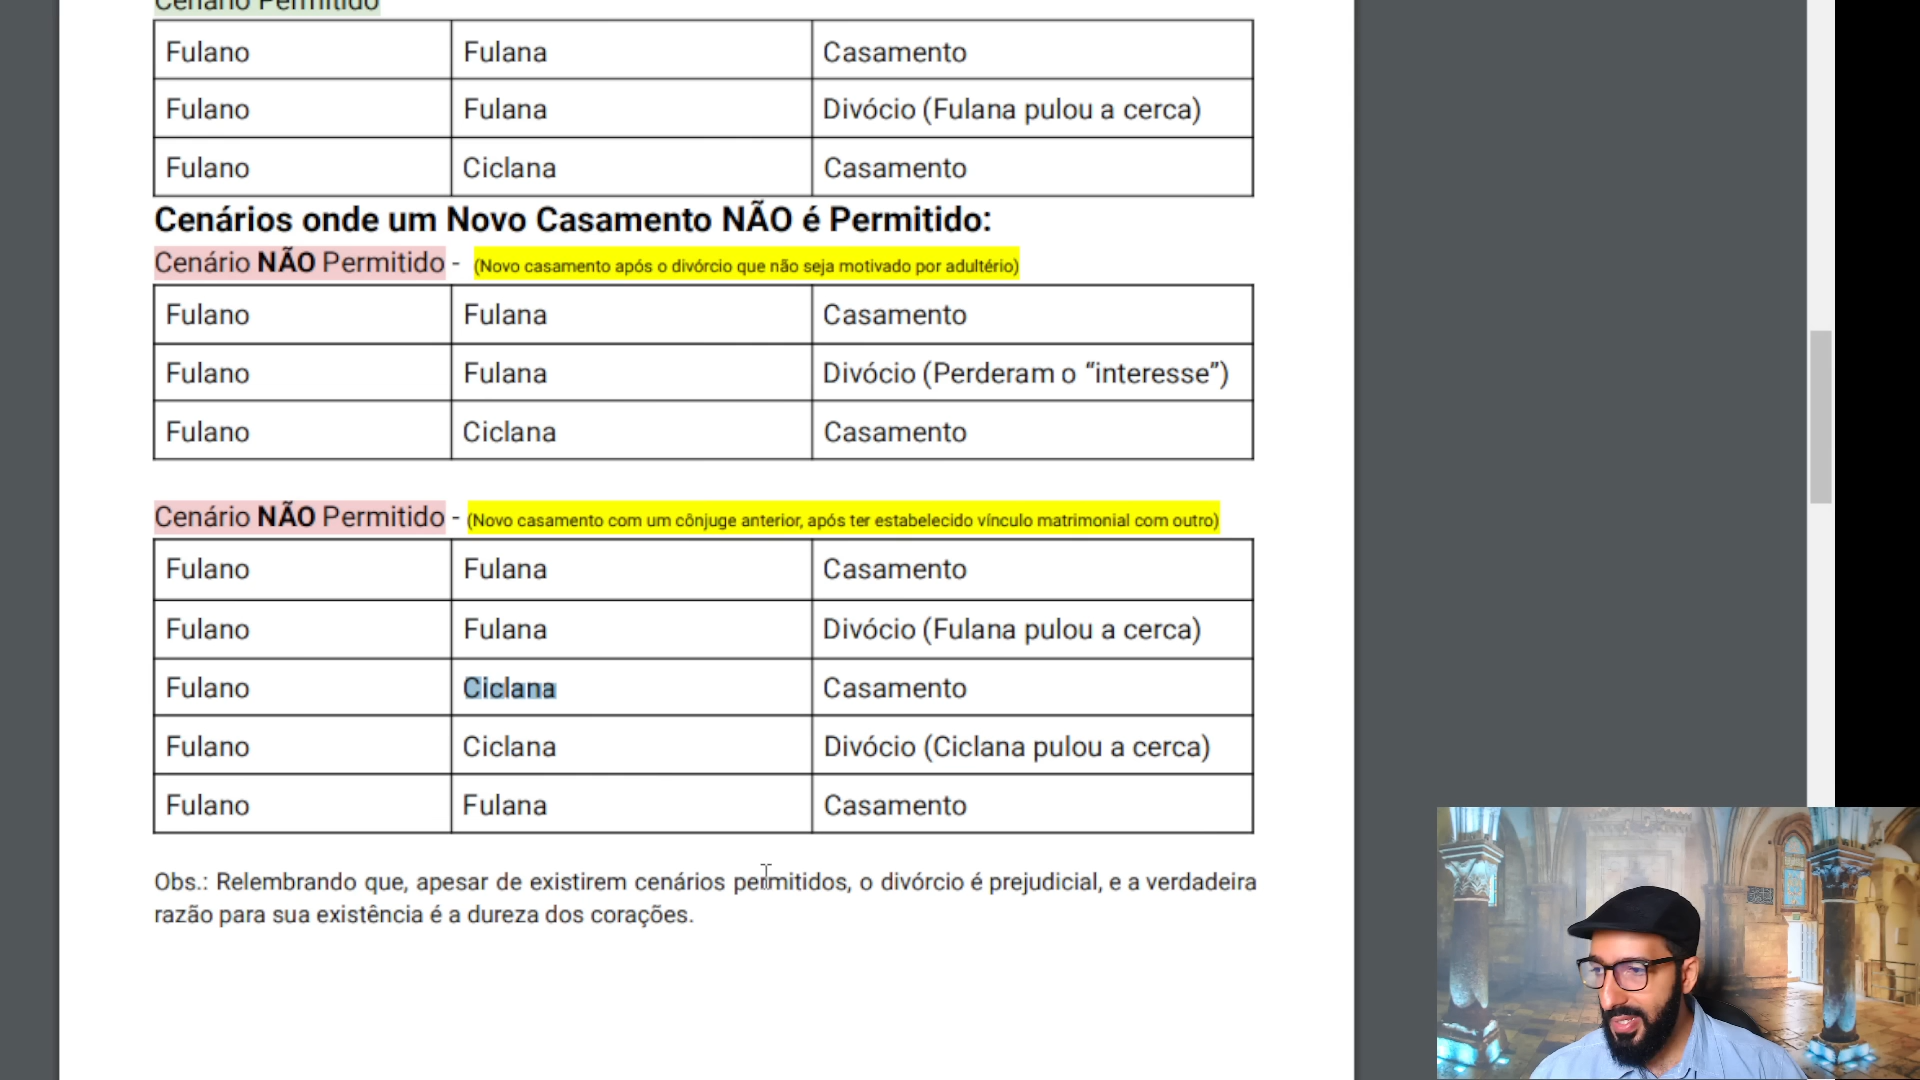 Cenário Permitido
Fulano Fulana Casamento
Fulano Fulana Divócio (Fulana pulou a cerca)
Fulano Ciclana Casamento
Cenários onde um Novo Casamento NÃO é Permitido:
Cenário NÃO Permitido - (Novo casamento após o divórcio que não seja motivado por adultério)
Fulano Fulana Casamento
Fulano Fulana Divócio (Perderam o “interesse”)
Fulano Ciclana Casamento
Cenário NÃO Permitido - (Novo casamento com um cônjuge anterior, após ter estabelecido vínculo matrimonial com outro)
Fulano Fulana Casamento
Fulano Fulana Divócio (Fulana pulou a cerca)
Fulano Ciclana Casamento
Fulano Ciclana Divócio (Ciclana pulou a cerca)
Fulano Fulana Casamento
Obs.: Relembrando que, apesar de existirem cenários permitidos, o divórcio é prejudicial, e a verdadeira
razão para sua existência é a dureza dos corações.